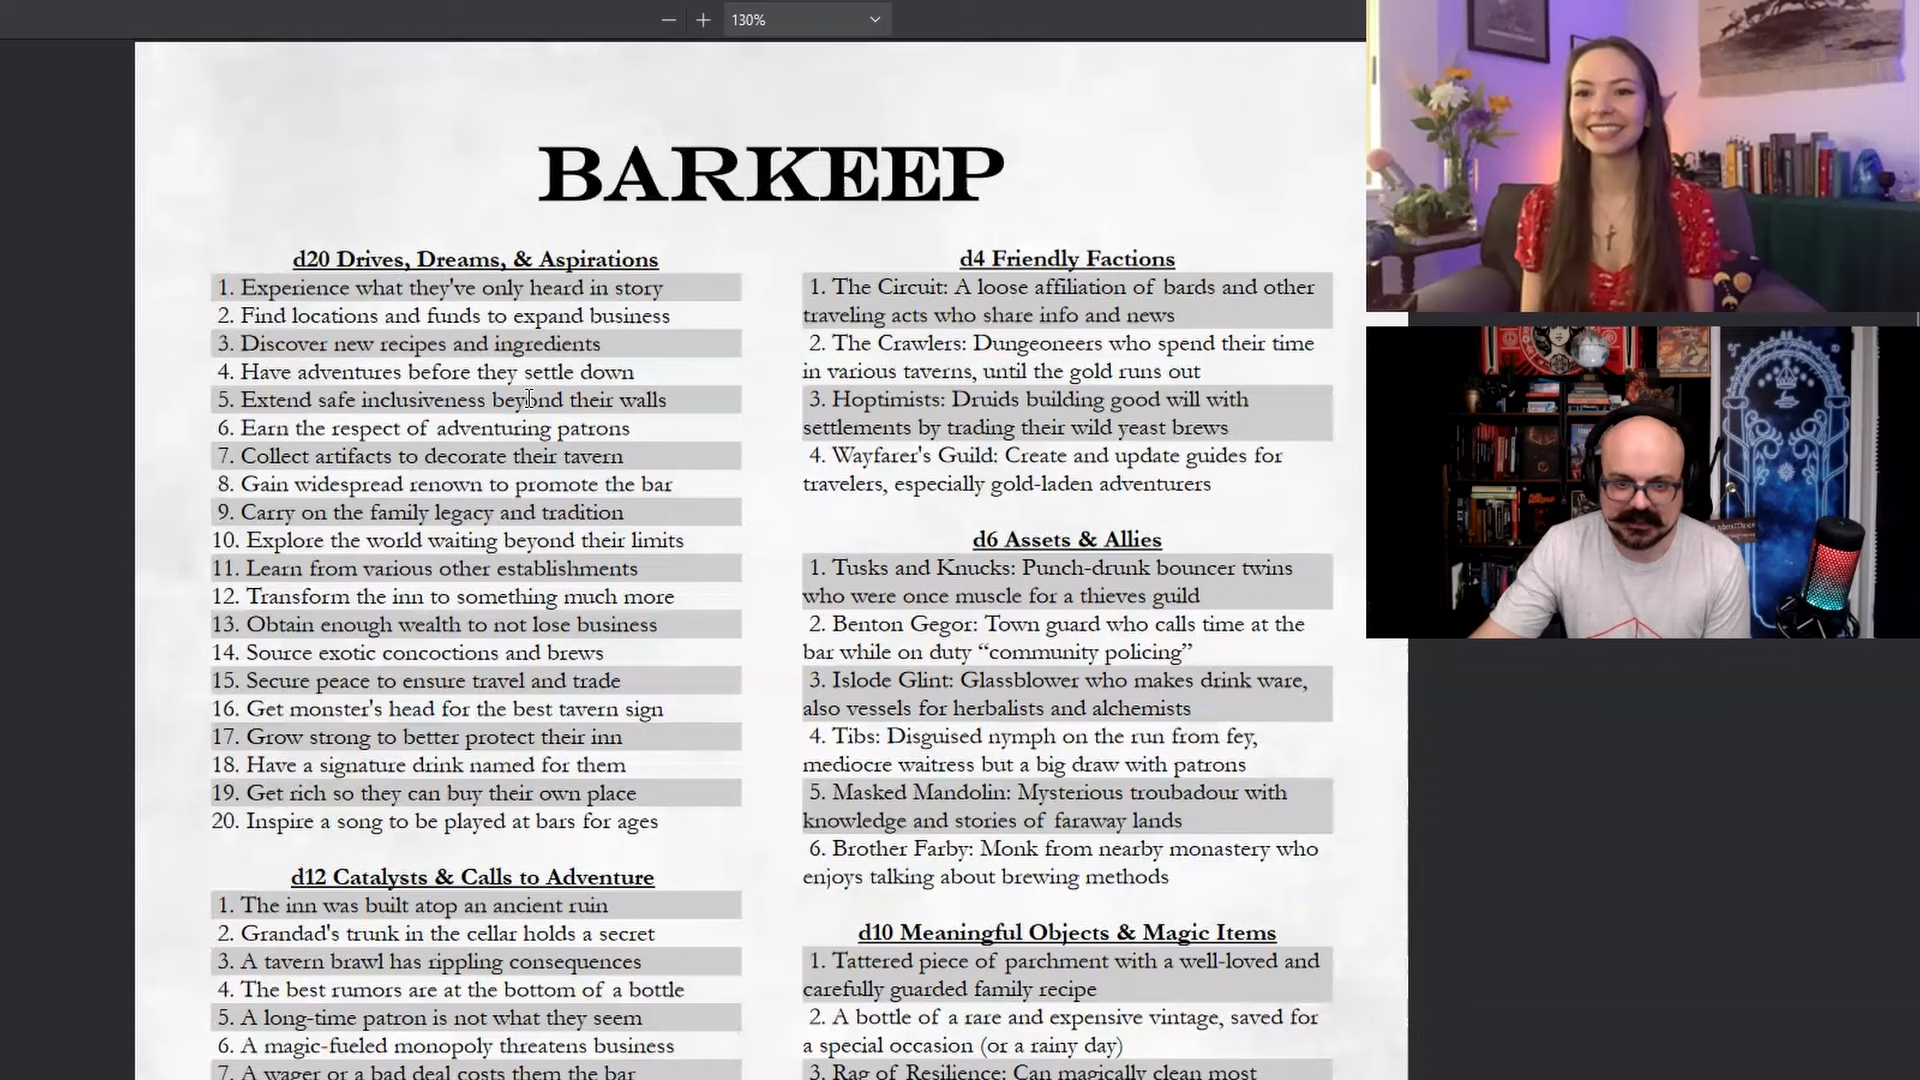 130%
BARKEEP
d20 Drives, Dreams, & Aspirations
1. Experience what they've only heard in story
2. Find locations and funds to expand business
3. Discover new recipes and ingredients
4. Have adventures before they settle down
5. Extend safe inclusiveness beyond their walls
6. Earn the respect of adventuring patrons
7. Collect artifacts to decorate their tavern
8. Gain widespread renown to promote the bar
9. Carry on the family legacy and tradition
10. Explore the world waiting beyond their limits
11. Learn from various other establishments
12. Transform the inn to something much more
13. Obtain enough wealth to not lose business
14. Source exotic concoctions and brews
15. Secure peace to ensure travel and trade
16. Get monster's head for the best tavern sign
17. Grow strong to better protect their inn
18. Have a signature drink named for them
19. Get rich so they can buy their own place
20. Inspire a song to be played at bars for ages
d12 Catalysts & Calls to Adventure
1. The inn was built atop an ancient ruin
2. Grandad's trunk in the cellar holds a secret
3. A tavern brawl has rippling consequences
4. The best rumors are at the bottom of a bottle
5. A long-time patron is not what they seem
6. A magic-fueled monopoly threatens business
7. A wager or a bad deal costs them the bar
d4 Friendly Factions
1. The Circuit: A loose affiliation of bards and other
traveling acts who share info and news
2. The Crawlers: Dungeoneers who spend their time
in various taverns, until the gold runs out
3. Hoptimists: Druids building good will with
settlements by trading their wild yeast brews
4. Wayfarer's Guild: Create and update guides for
travelers, especially gold-laden adventurers
d6 Assets & Allies
1. Tusks and Knucks: Punch-drunk bouncer twins
who were once muscle for a thieves guild
2. Benton Gegor: Town guard who calls time at the
bar while on duty “community policing”
3. Islode Glint: Glassblower who makes drink ware,
also vessels for herbalists and alchemists
4. Tibs: Disguised nymph on the run from fey,
mediocre waitress but a big draw with patrons
5. Masked Mandolin: Mysterious troubadour with
knowledge and stories of faraway lands
6. Brother Farby: Monk from nearby monastery who
enjoys talking about brewing methods
d10 Meaningful Objects & Magic Items
1. Tattered piece of parchment with a well-loved and
carefully guarded family recipe
2. A bottle of a rare and expensive vintage, saved for
a special occasion (or a rainy day)
3. Rag of Resilience: Can magically clean most